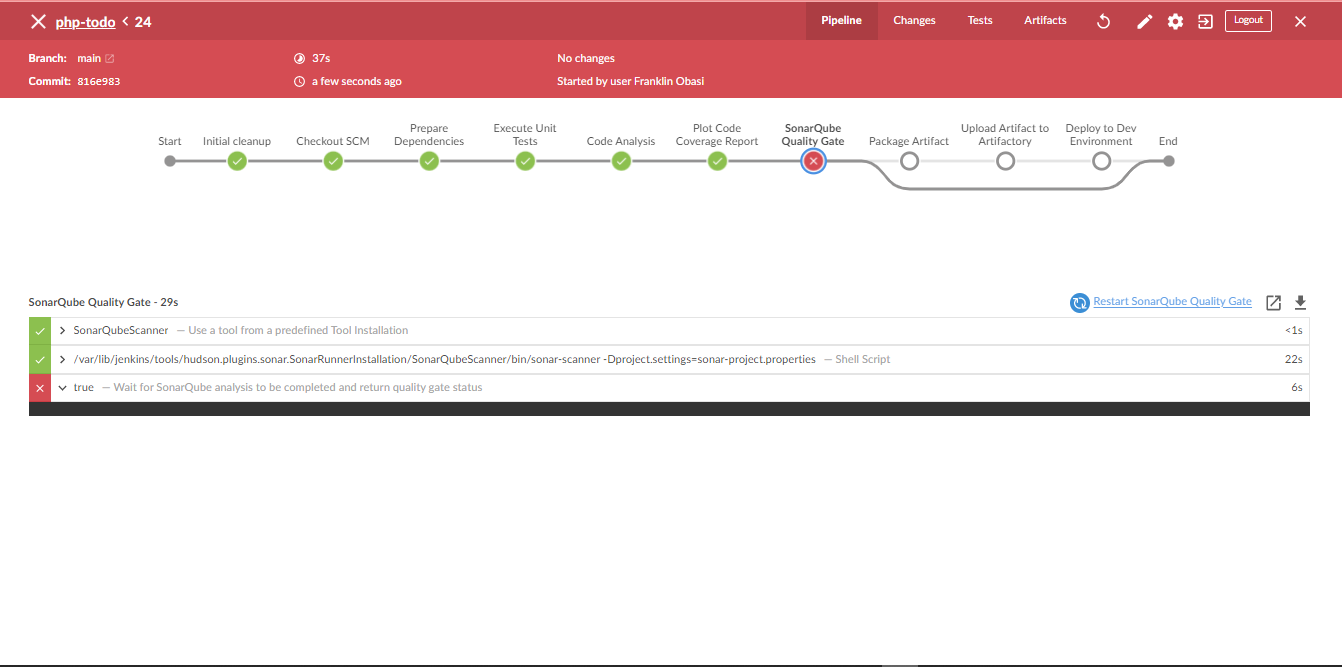 php-todo < 24
Pipeline Changes Tests Artifacts Logout
Branch: main 37s No changes
Commit: 816e983 a few seconds ago Started by user Franklin Obasi
Start
Initial cleanup
Checkout SCM
Prepare
Dependencies
Execute Unit
Tests
Code Analysis
Plot Code
Coverage Report
SonarQube
Quality Gate
Package Artifact
Upload Artifact to
Artifactory
Deploy to Dev
Environment
End
SonarQube Quality Gate - 29s Restart SonarQube Quality Gate
SonarQubeScanner — Use a tool from a predefined Tool Installation <1s
/var/lib/jenkins/tools/hudson.plugins.sonar.SonarRunnerInstallation/SonarQubeScanner/bin/sonar-scanner -Dproject.settings=sonar-project.properties — Shell Script 22s
true — Wait for SonarQube analysis to be completed and return quality gate status 6s